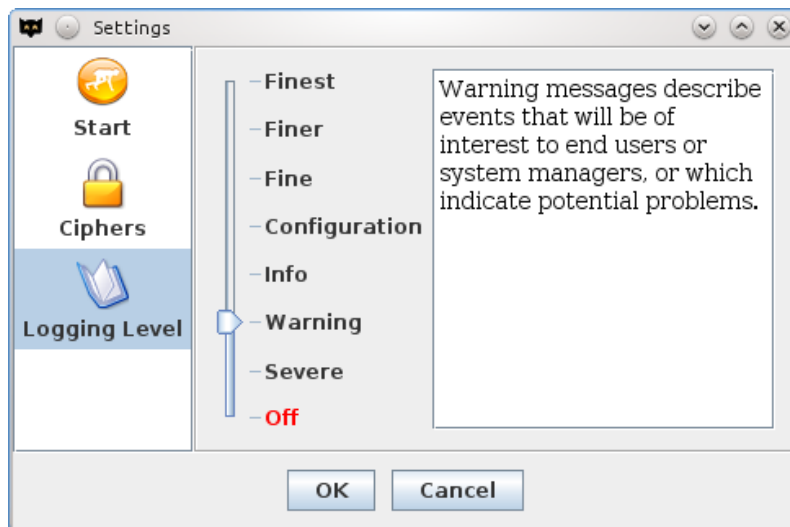 Settings
Start
Ciphers
Logging Level
Finest
Finer
Fine
Configuration
Info
Warning
Severe
Off
Warning messages describe
events that will be of
interest to end users or
system managers, or which
indicate potential problems.
OK
Cancel